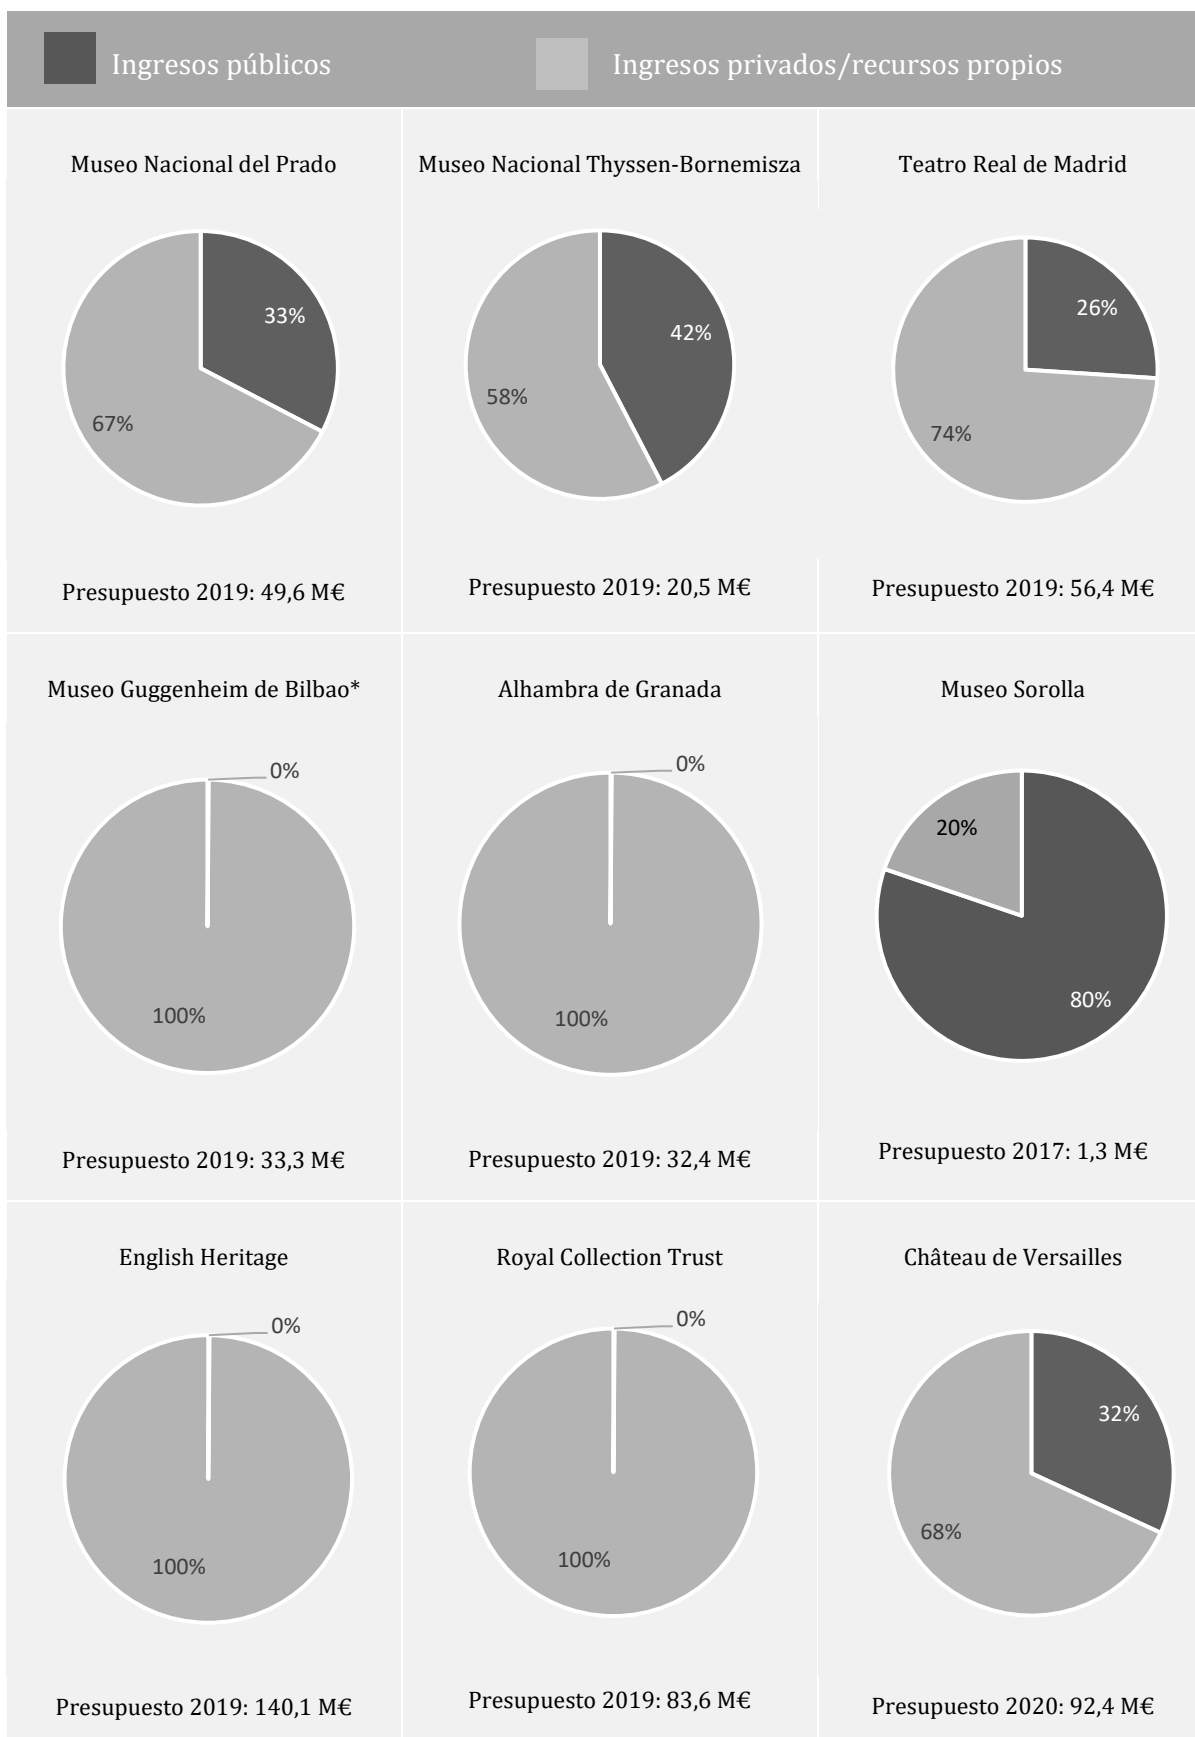 Ingresos públicos
Ingresos privados/recursos propios
Museo Nacional del Prado
33%
67%
Presupuesto 2019: 49,6 M€
Museo Nacional Thyssen-Bornemisza
42%
58%
Presupuesto 2019: 20,5 M€
Teatro Real de Madrid
26%
74%
Presupuesto 2019: 56,4 M€
Museo Guggenheim de Bilbao*
0%
100%
Presupuesto 2019: 33,3 M€
Alhambra de Granada
0%
100%
Presupuesto 2019: 32,4 M€
Museo Sorolla
20%
80%
Presupuesto 2017: 1,3 M€
English Heritage
0%
100%
Presupuesto 2019: 140,1 M€
Royal Collection Trust
0%
100%
Presupuesto 2019: 83,6 M€
Château de Versailles
32%
68%
Presupuesto 2020: 92,4 M€